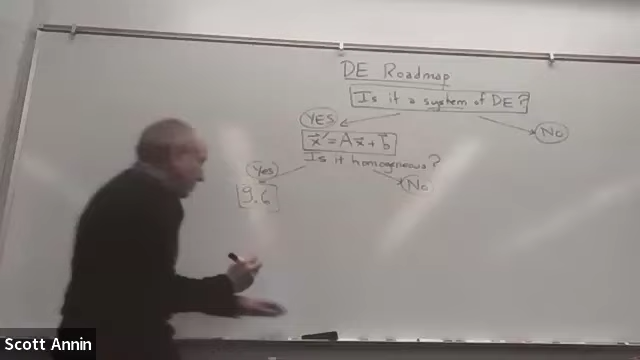 DE Roadmap
Is it a system of DE?
YES
No
x⃗' = Ax⃗ + b⃗
Is it homogeneous?
Yes
No
9.6
Scott Annin